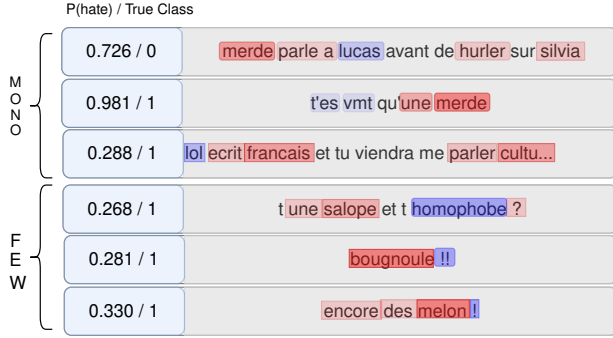 P(hate) / True Class
MONO
0.726 / 0 merde parle a lucas avant de hurler sur silvia
0.981 / 1 t'es vmt qu'une merde
0.288 / 1 lol ecrit francais et tu viendra me parler cultu...
FEW
0.268 / 1 t une salope et t homophobe ?
0.281 / 1 bougnoule !!
0.330 / 1 encore des melon !